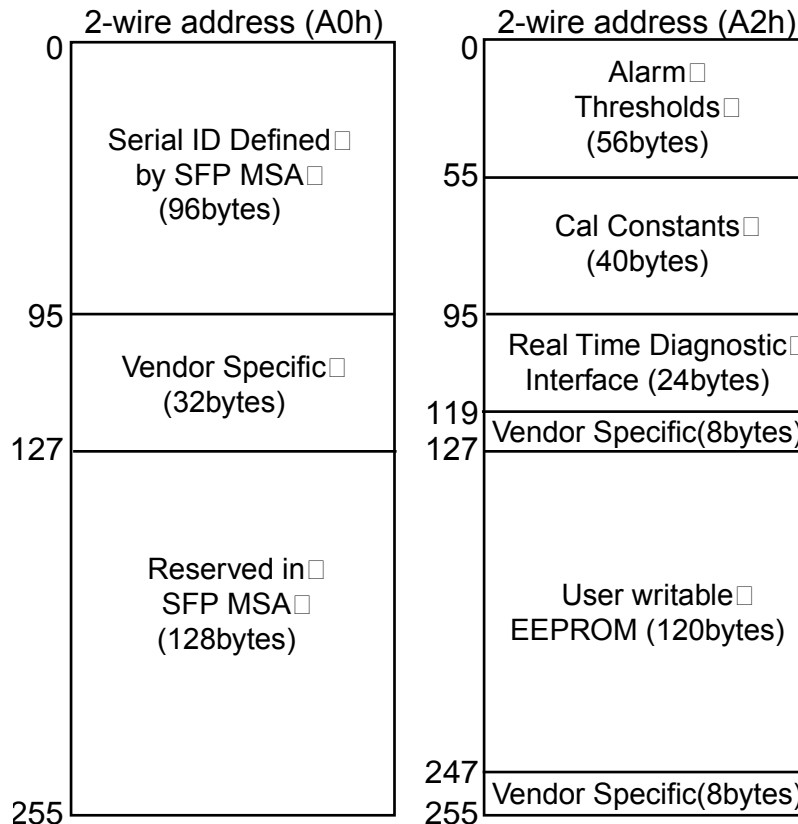 2-wire address (A0h)
0
Serial ID Defined
by SFP MSA
(96bytes)
95
Vendor Specific
(32bytes)
127
Reserved in
SFP MSA
(128bytes)
255
2-wire address (A2h)
0
Alarm
Thresholds
(56bytes)
55
Cal Constants
(40bytes)
95
Real Time Diagnostic
Interface (24bytes)
119
Vendor Specific(8bytes)
127
User writable
EEPROM (120bytes)
247
Vendor Specific(8bytes)
255